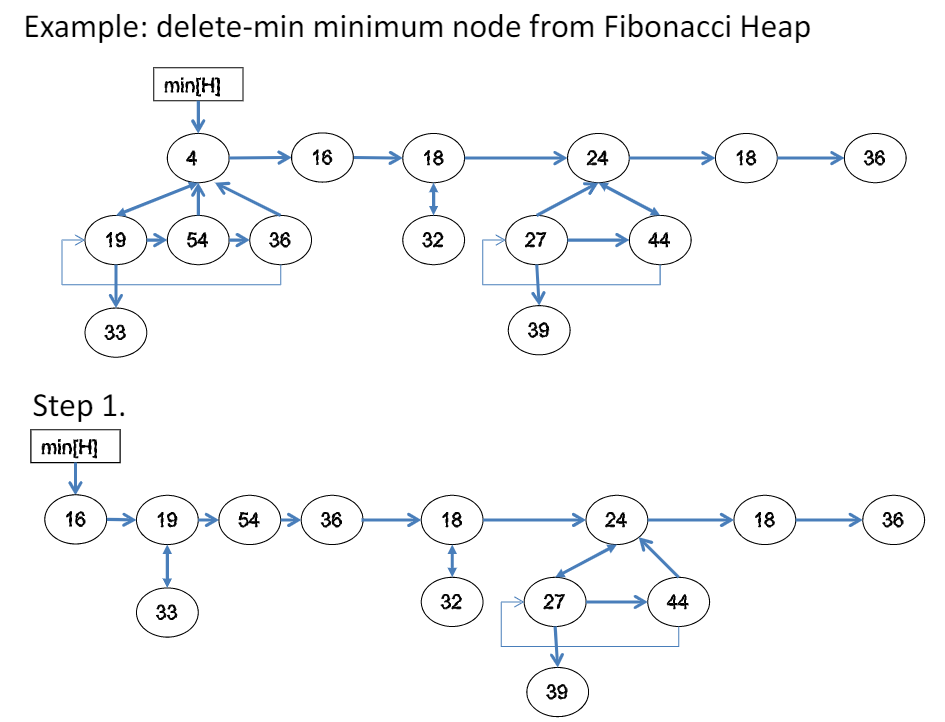 Example: delete-min minimum node from Fibonacci Heap
min[H]
4 16 18 24 18 36
19 54 36 32 27 44
33 39
Step 1.
min[H]
16 19 54 36 18 24 18 36
33 32 27 44
39